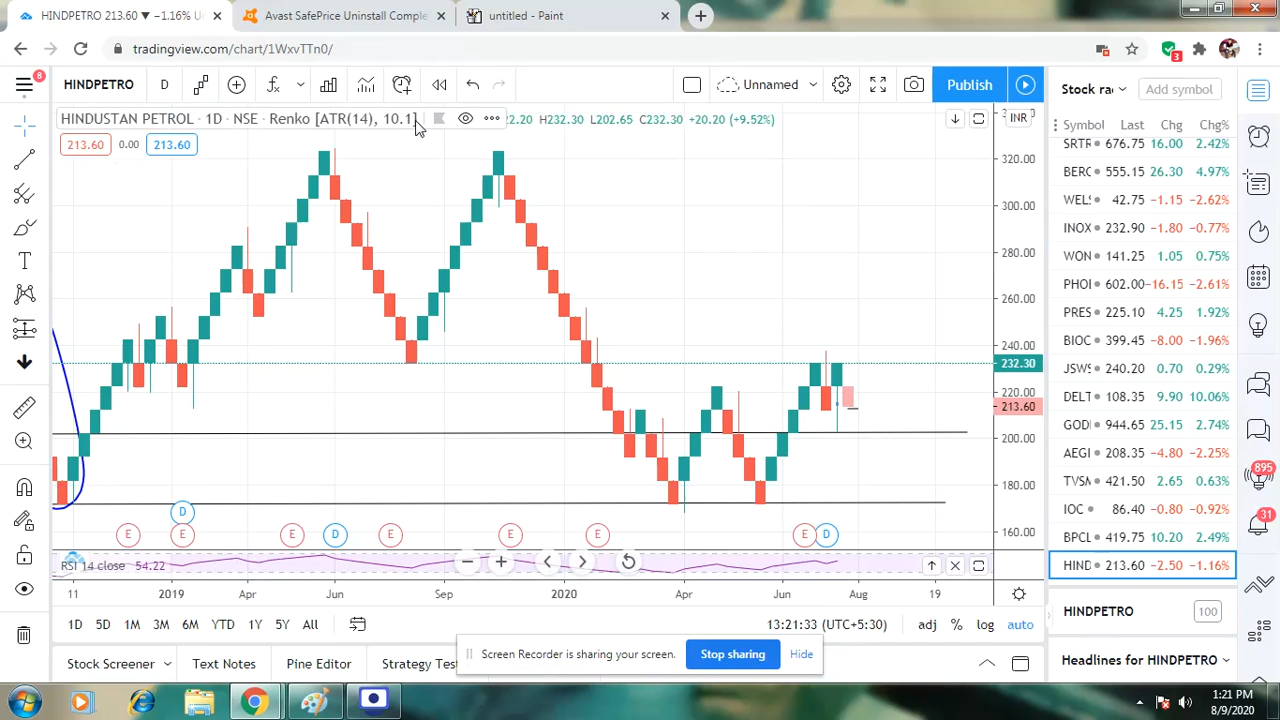 HINDPETRO 213.60 ▼ −1.16% Unnamed
Avast SafePrice Uninstall Comple
untitled - Paint
tradingview.com/chart/1WxvTTn0/
3
8
HINDPETRO
D
Unnamed
Publish
Stock ra
Add symbol
HINDUSTAN PETROL · 1D · NSE · Renko [ATR(14), 10.1]
22.20 H232.30 L202.65 C232.30 +20.20 (+9.52%)
INR
213.60 0.00 213.60
Symbol Last Chg Chg%
SRTR 676.75 16.00 2.42%
BERG 555.15 26.30 4.97%
WELS 42.75 −1.15 −2.62%
INOX 232.90 −1.80 −0.77%
WON 141.25 1.05 0.75%
PHOI 602.00 −16.15 −2.61%
PRES 225.10 4.25 1.92%
BIOC 399.45 −8.00 −1.96%
JSWS 240.20 0.70 0.29%
DELT 108.35 9.90 10.06%
GODI 944.65 25.15 2.74%
AEGI 208.35 −4.80 −2.25%
TVSM 421.50 2.65 0.63%
IOC 86.40 −0.80 −0.92%
BPCL 419.75 10.20 2.49%
HIND 213.60 −2.50 −1.16%
320.00
300.00
280.00
260.00
240.00
232.30
220.00
213.60
200.00
180.00
160.00
895
31
D
E E E D E E E E D
RSI 14 close 54.22
11 2019 Apr Jun Sep 2020 Apr Jun Aug 19
1D 5D 1M 3M 6M YTD 1Y 5Y All
13:21:33 (UTC+5:30)
adj % log auto
HINDPETRO 100
Screen Recorder is sharing your screen.
Stop sharing
Hide
Stock Screener
Text Notes
Pine Editor
Strategy Test
Headlines for HINDPETRO
1:21 PM
8/9/2020